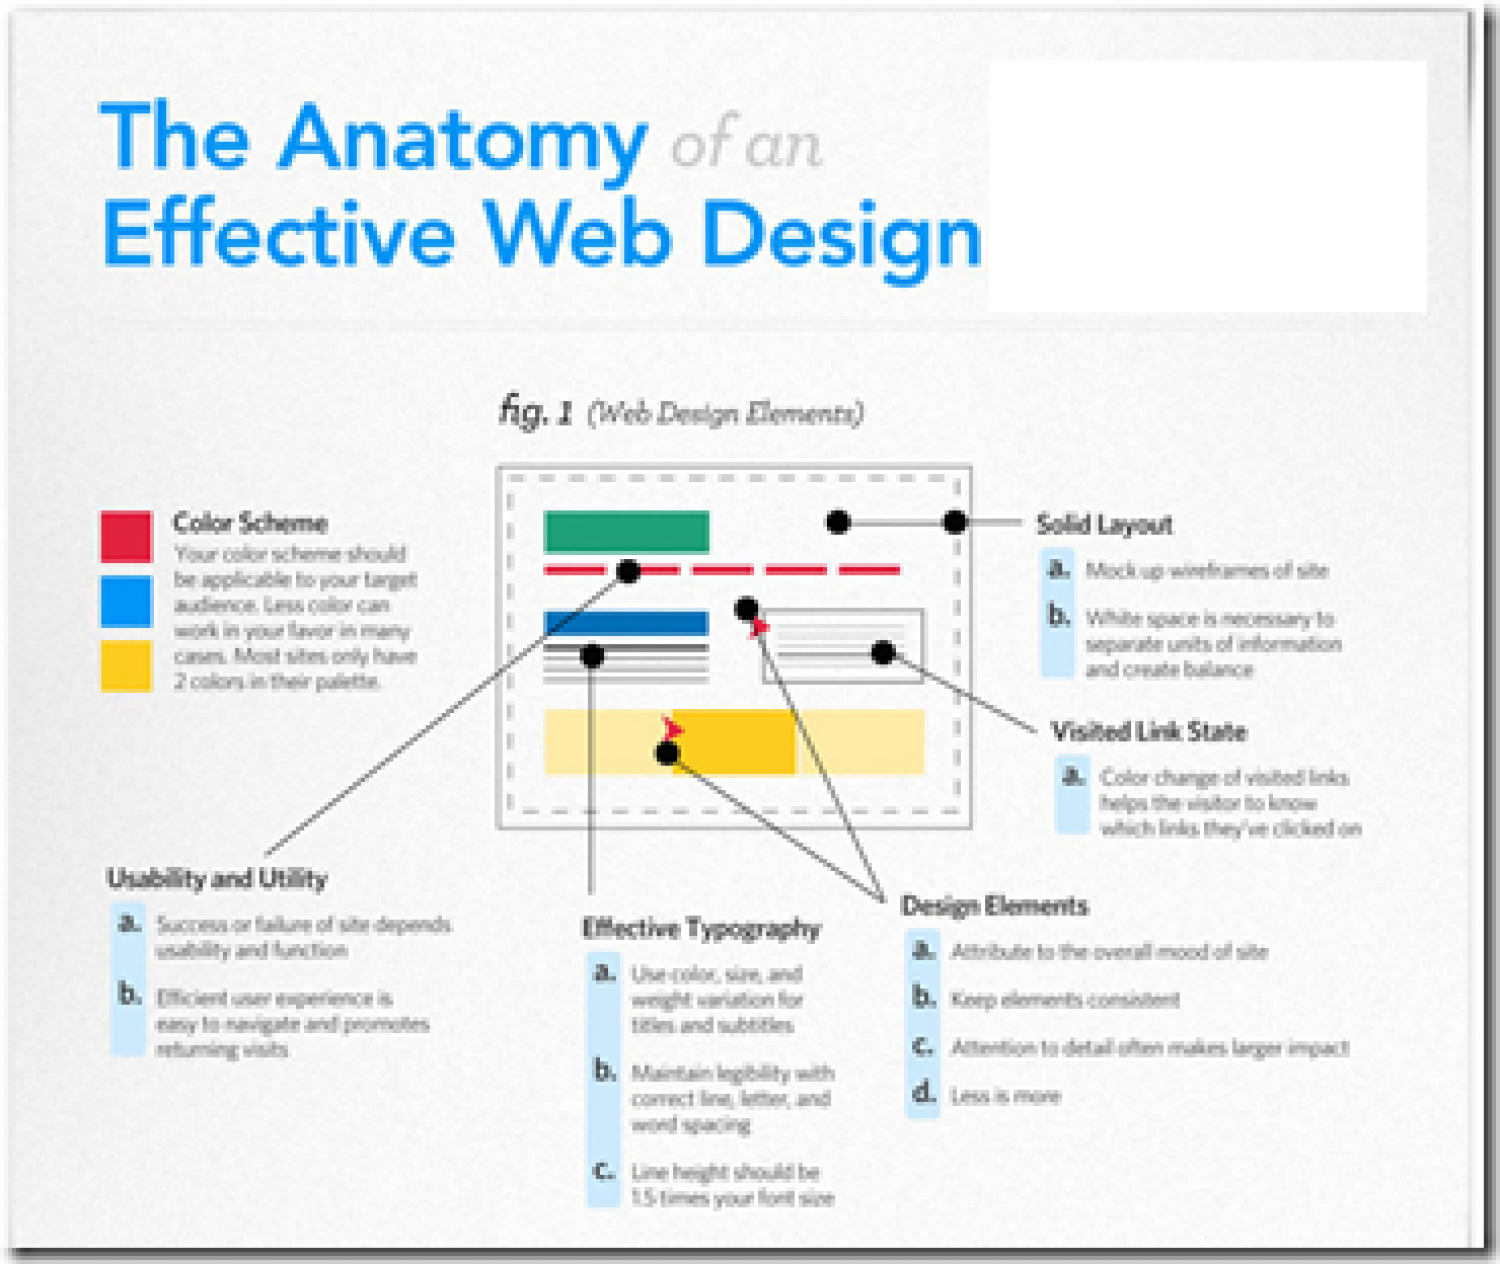 The Anatomy of an
Effective Web Design
fig. 1 (Web Design Elements)
Color Scheme
Your color scheme should
be applicable to your target
audience. Less color can
work in your favor in many
cases. Most sites only have
2 colors in their palette.
Solid Layout
a. Mock up wireframes of site
b. White space is necessary to
separate units of information
and create balance
Visited Link State
a. Color change of visited links
helps the visitor to know
which links they've clicked on
Usability and Utility
a. Success or failure of site depends
usability and function
b. Efficient user experience is
easy to navigate and promotes
returning visits
Effective Typography
a. Use color, size, and
weight variation for
titles and subtitles
b. Maintain legibility with
correct line, letter, and
word spacing
c. Line height should be
1.5 times your font size
Design Elements
a. Attribute to the overall mood of site
b. Keep elements consistent
c. Attention to detail often makes larger impact
d. Less is more